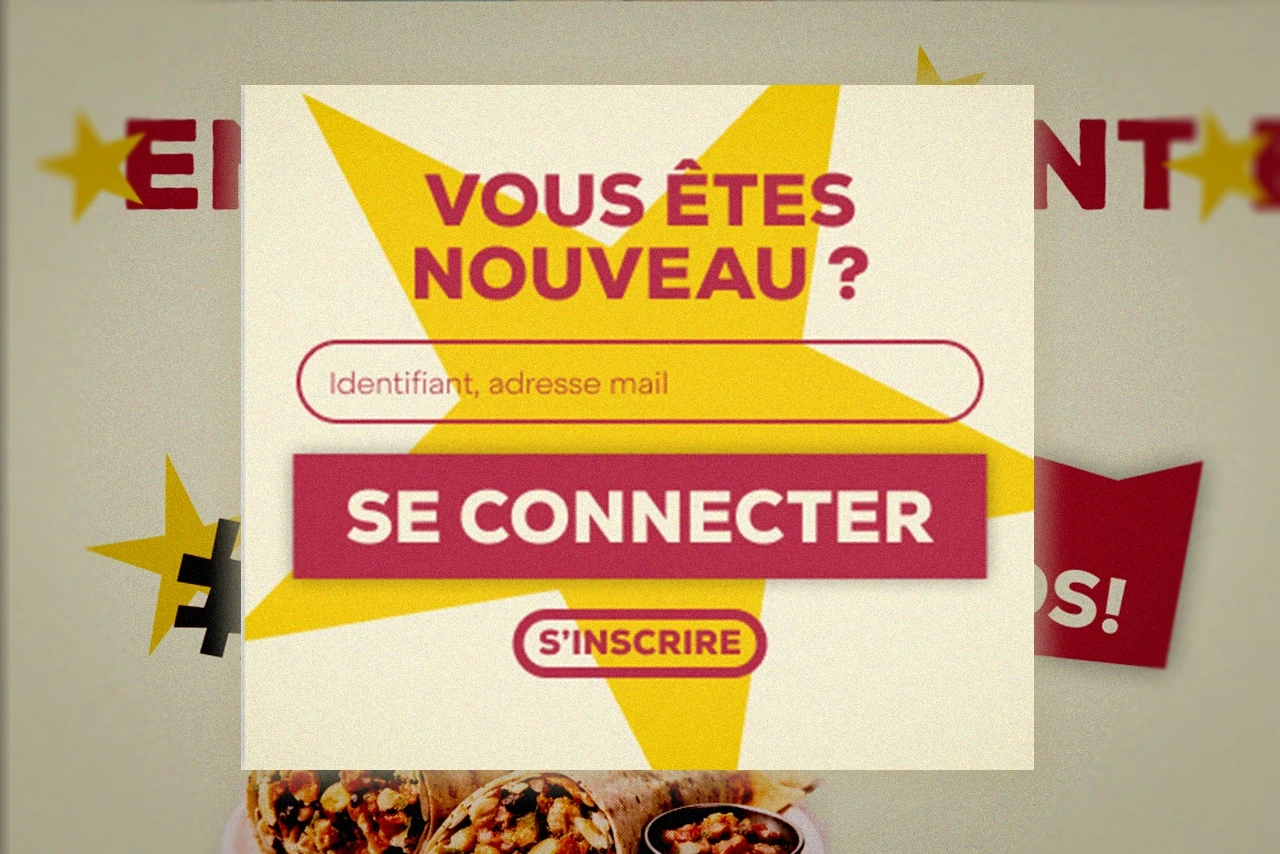 VOUS ÊTES
NOUVEAU ?
Identifiant, adresse mail
SE CONNECTER
S'INSCRIRE